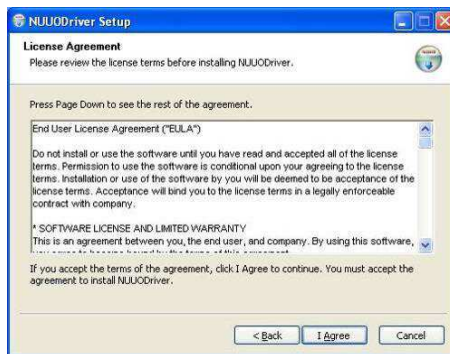 NUUODriver Setup
License Agreement
Please review the license terms before installing NUUODriver.
Press Page Down to see the rest of the agreement.
End User License Agreement ("EULA")
Do not install or use the software until you have read and accepted all of the license
terms. Permission to use the software is conditional upon your agreeing to the license
terms. Installation or use of the software by you will be deemed to be acceptance of the
license terms. Acceptance will bind you to the license terms in a legally enforceable
contract with company.
* SOFTWARE LICENSE AND LIMITED WARRANTY
This is an agreement between you, the end user, and company. By using this software,
If you accept the terms of the agreement, click I Agree to continue. You must accept the
agreement to install NUUODriver.
< Back
I Agree
Cancel